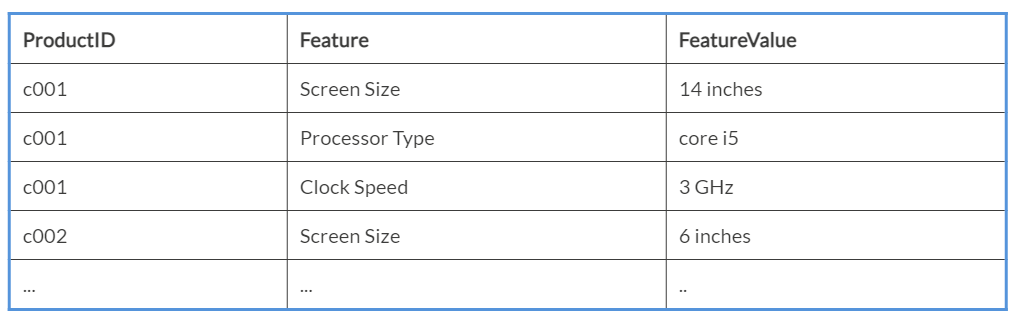 ProductID Feature FeatureValue
c001 Screen Size 14 inches
c001 Processor Type core i5
c001 Clock Speed 3 GHz
c002 Screen Size 6 inches
... ... ..